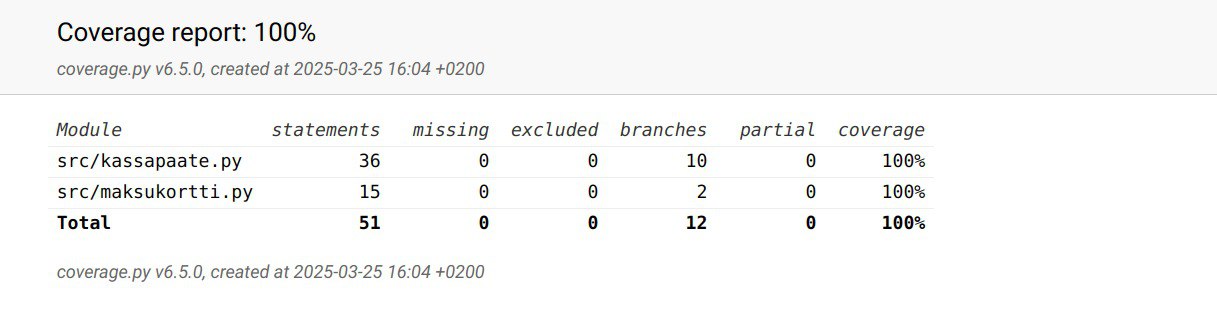 Coverage report: 100%
coverage.py v6.5.0, created at 2025-03-25 16:04 +0200
Module statements missing excluded branches partial coverage
src/kassapaate.py 36 0 0 10 0 100%
src/maksukortti.py 15 0 0 2 0 100%
Total 51 0 0 12 0 100%
coverage.py v6.5.0, created at 2025-03-25 16:04 +0200